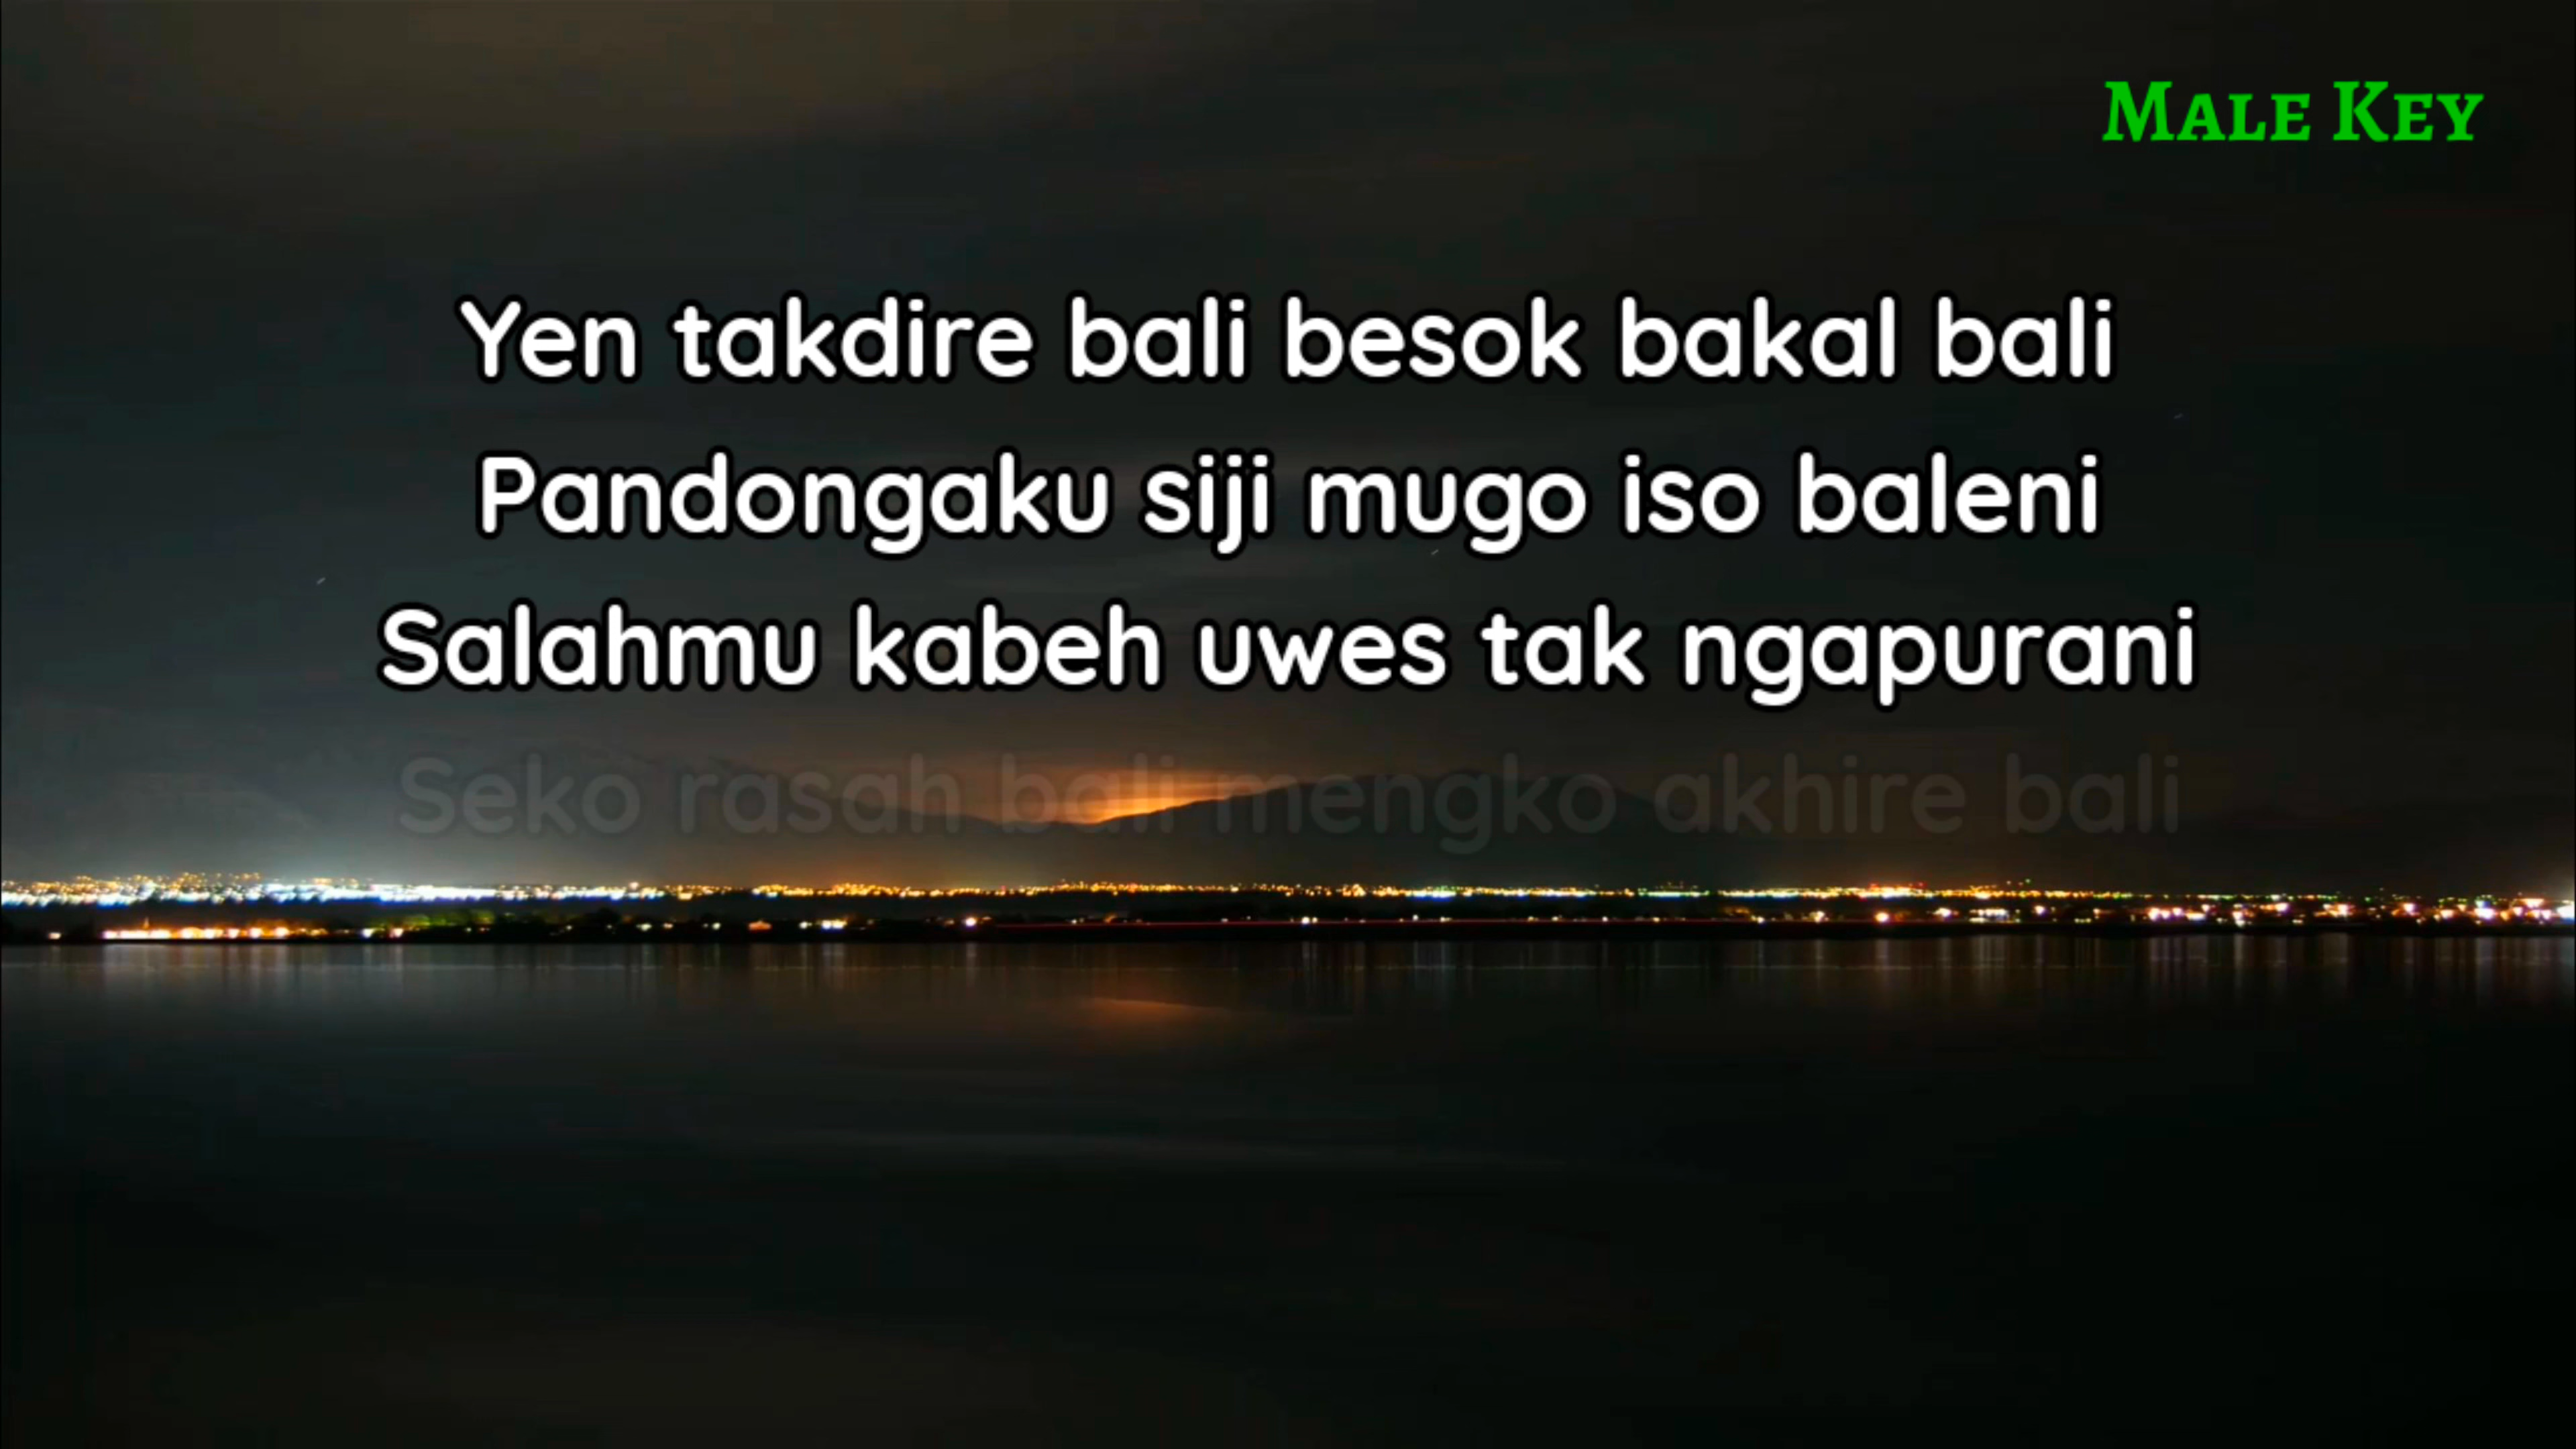 MALE KEY
Yen takdire bali besok bakal bali
Pandongaku siji mugo iso baleni
Salahmu kabeh uwes tak ngapurani
Seko rasah bali mengko akhire bali